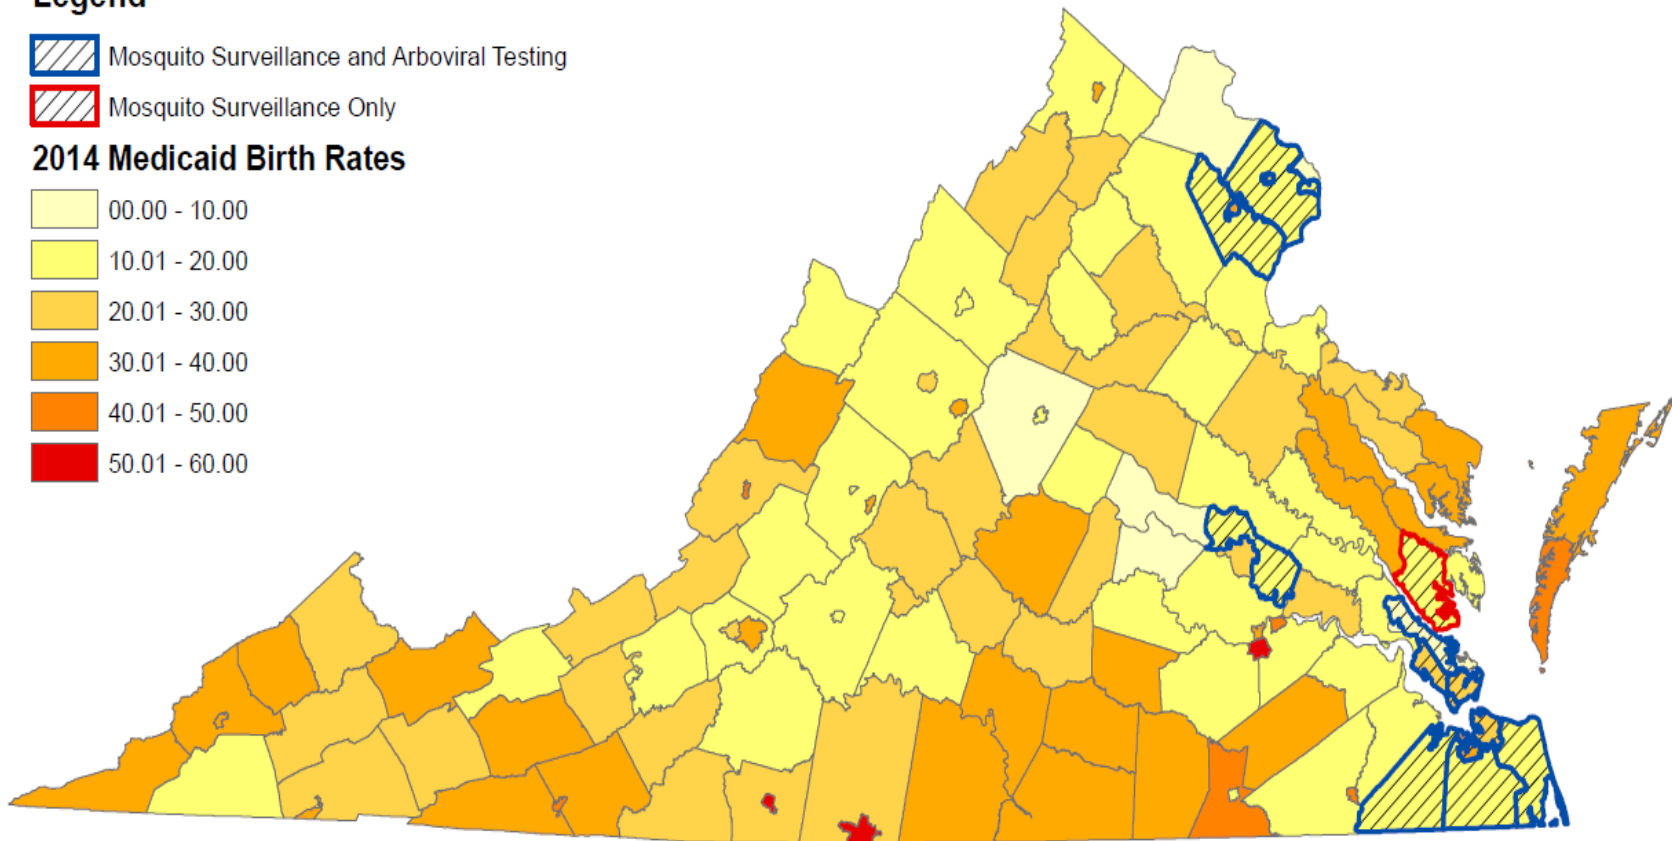 Legend
Mosquito Surveillance and Arboviral Testing
Mosquito Surveillance Only
2014 Medicaid Birth Rates
00.00 - 10.00
10.01 - 20.00
20.01 - 30.00
30.01 - 40.00
40.01 - 50.00
50.01 - 60.00